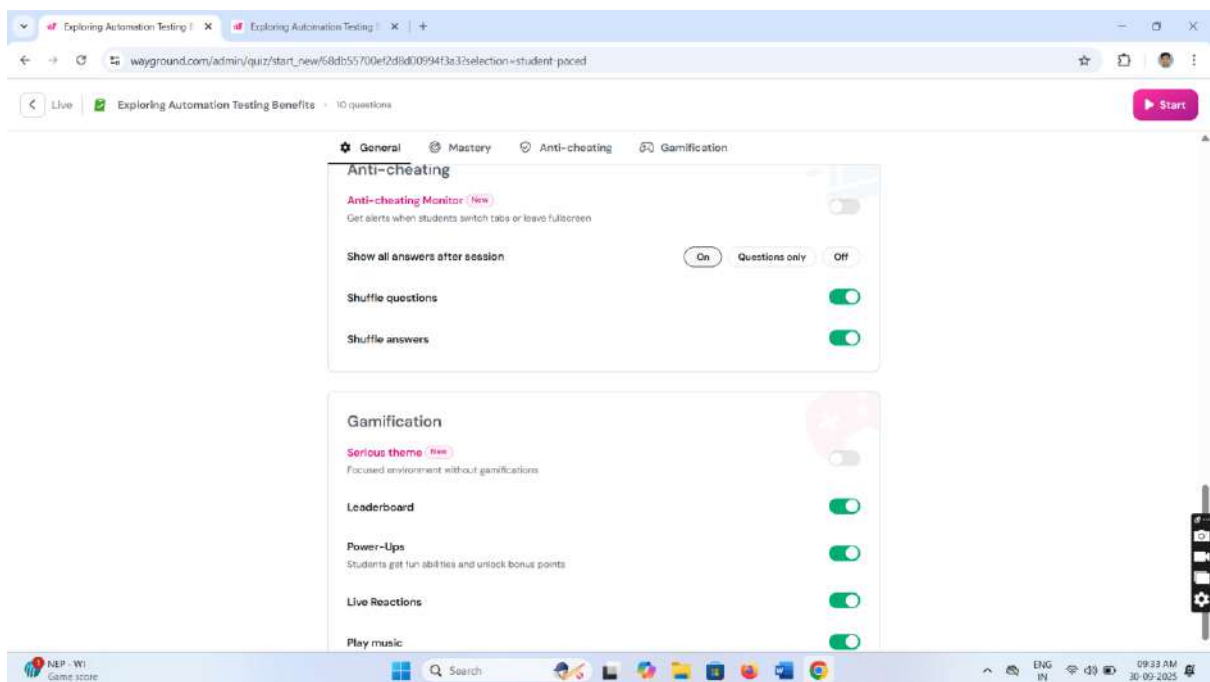 Exploring Automation Testing B
Exploring Automation Testing
wayground.com/admin/quiz/start_new/68db55700ef2d8d00994f3a3?selection=student-paced
Live
Exploring Automation Testing Benefits
10 questions
Start
General
Mastery
Anti-cheating
Gamification
Anti-cheating
Anti-cheating Monitor New
Get alerts when students switch tabs or leave fullscreen
Show all answers after session
On
Questions only
Off
Shuffle questions
Shuffle answers
Gamification
Serious theme New
Focused environment without gamifications
Leaderboard
Power-Ups
Students get fun abilities and unlock bonus points
Live Reactions
Play music
NEP - WI
Game score
Search
ENG
IN
09:33 AM
30-09-2025